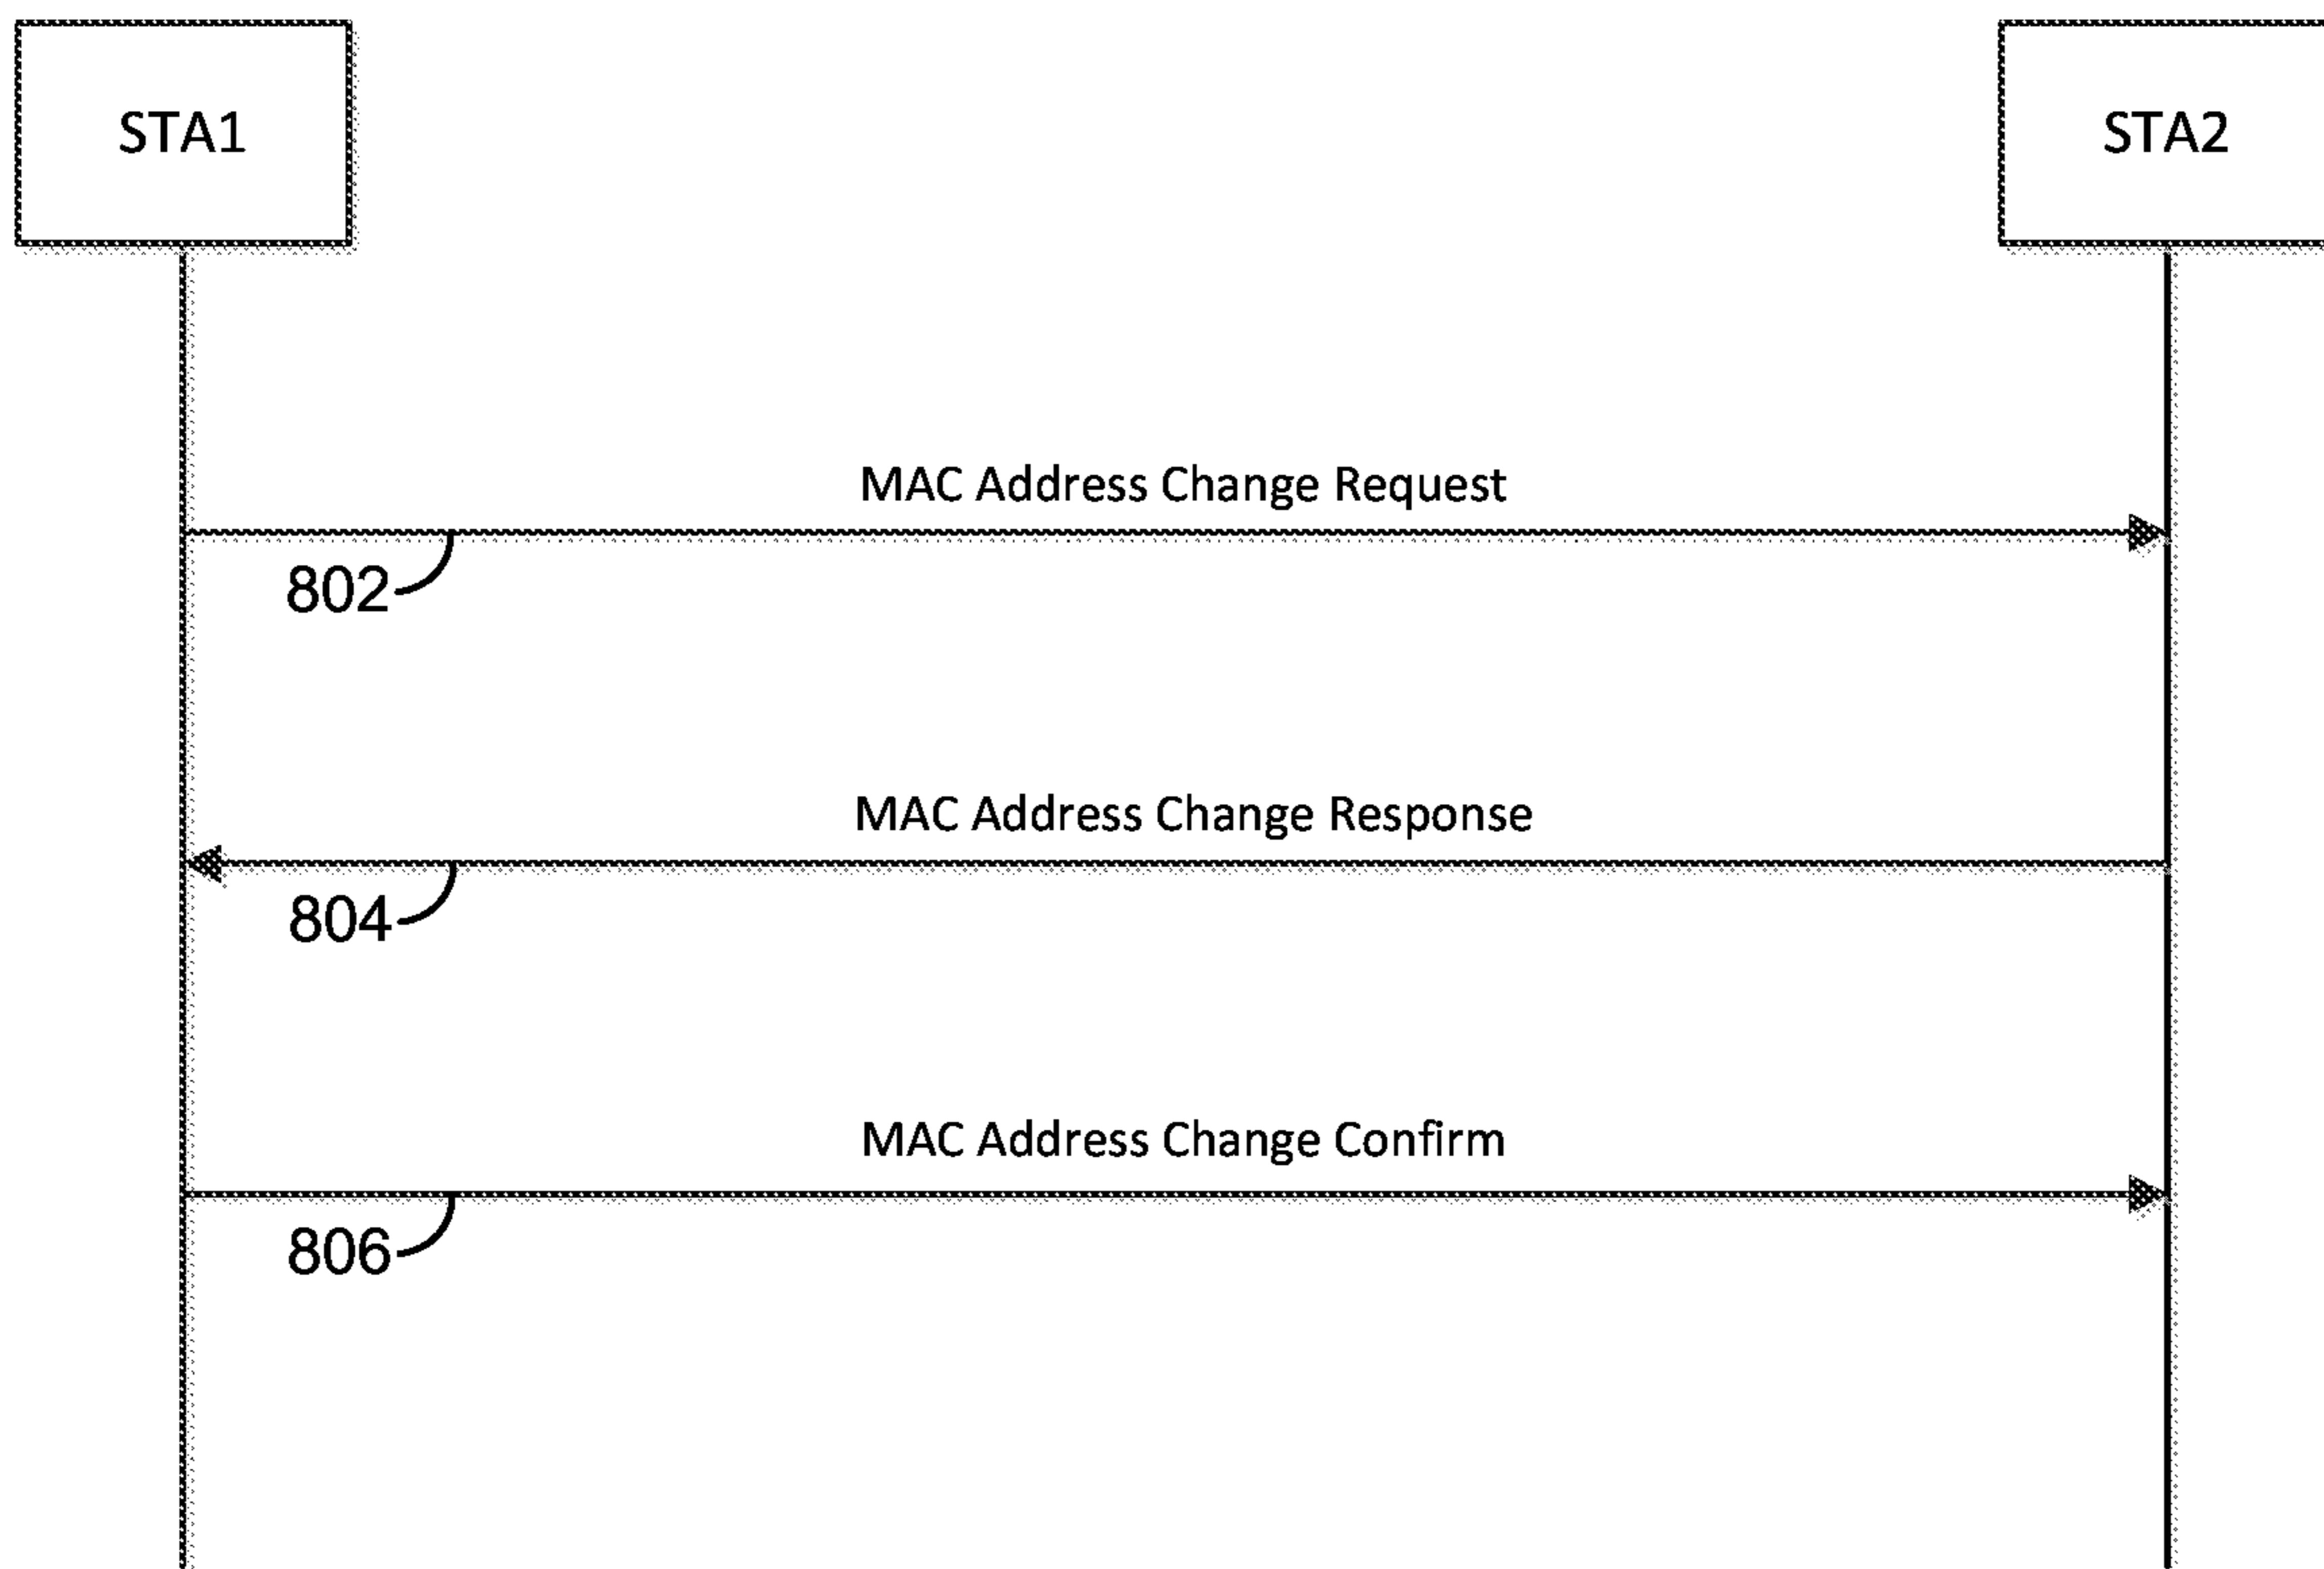 STA1
STA2
MAC Address Change Request
802
MAC Address Change Response
804
MAC Address Change Confirm
806